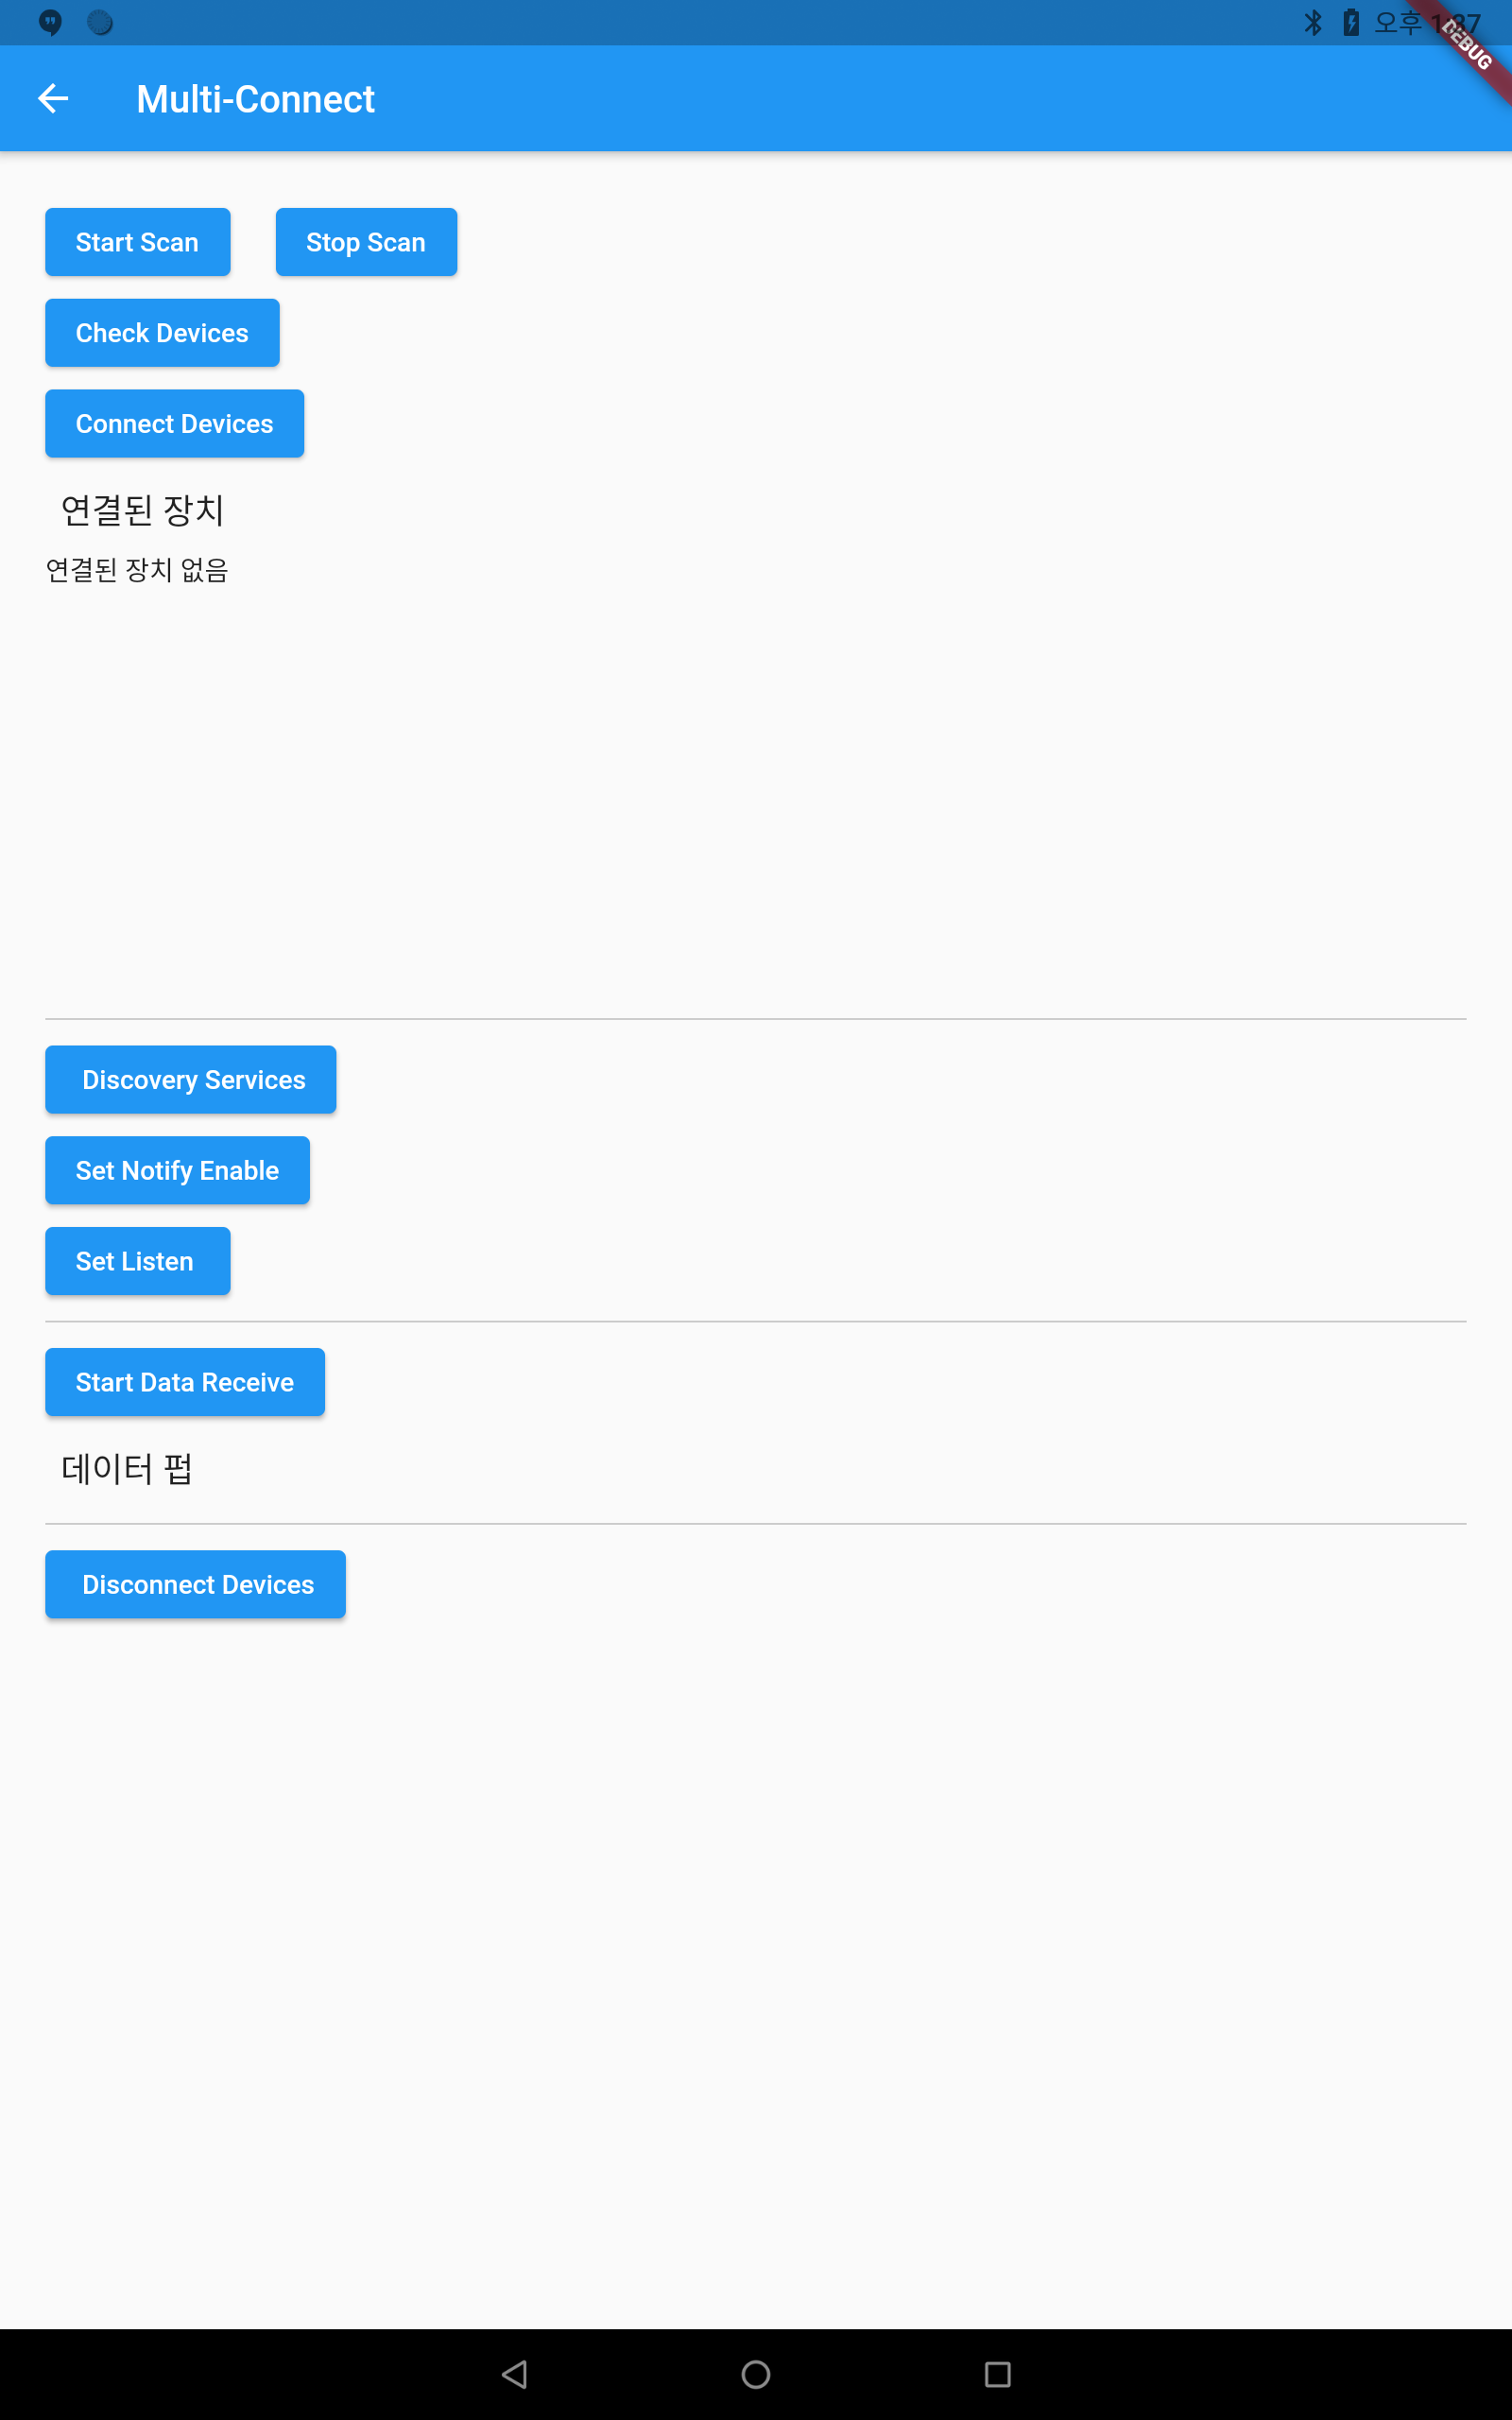 오후
DEBUG
Multi-Connect
Start Scan
Stop Scan
Check Devices
Connect Devices
연결된 장치
연결된 장치 없음
Discovery Services
Set Notify Enable
Set Listen
Start Data Receive
데이터 펍
Disconnect Devices